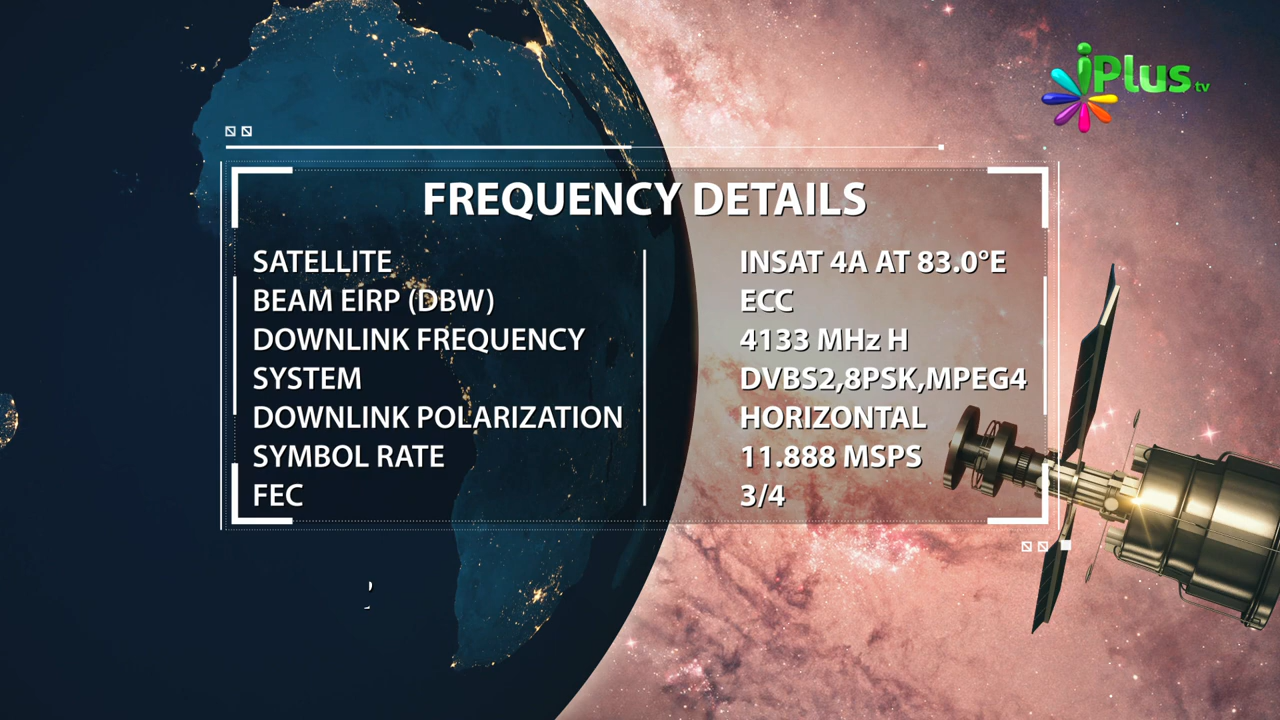 iPlus tv
FREQUENCY DETAILS
SATELLITE INSAT 4A AT 83.0°E
BEAM EIRP (DBW) ECC
DOWNLINK FREQUENCY 4133 MHz H
SYSTEM DVBS2,8PSK,MPEG4
DOWNLINK POLARIZATION HORIZONTAL
SYMBOL RATE 11.888 MSPS
FEC 3/4